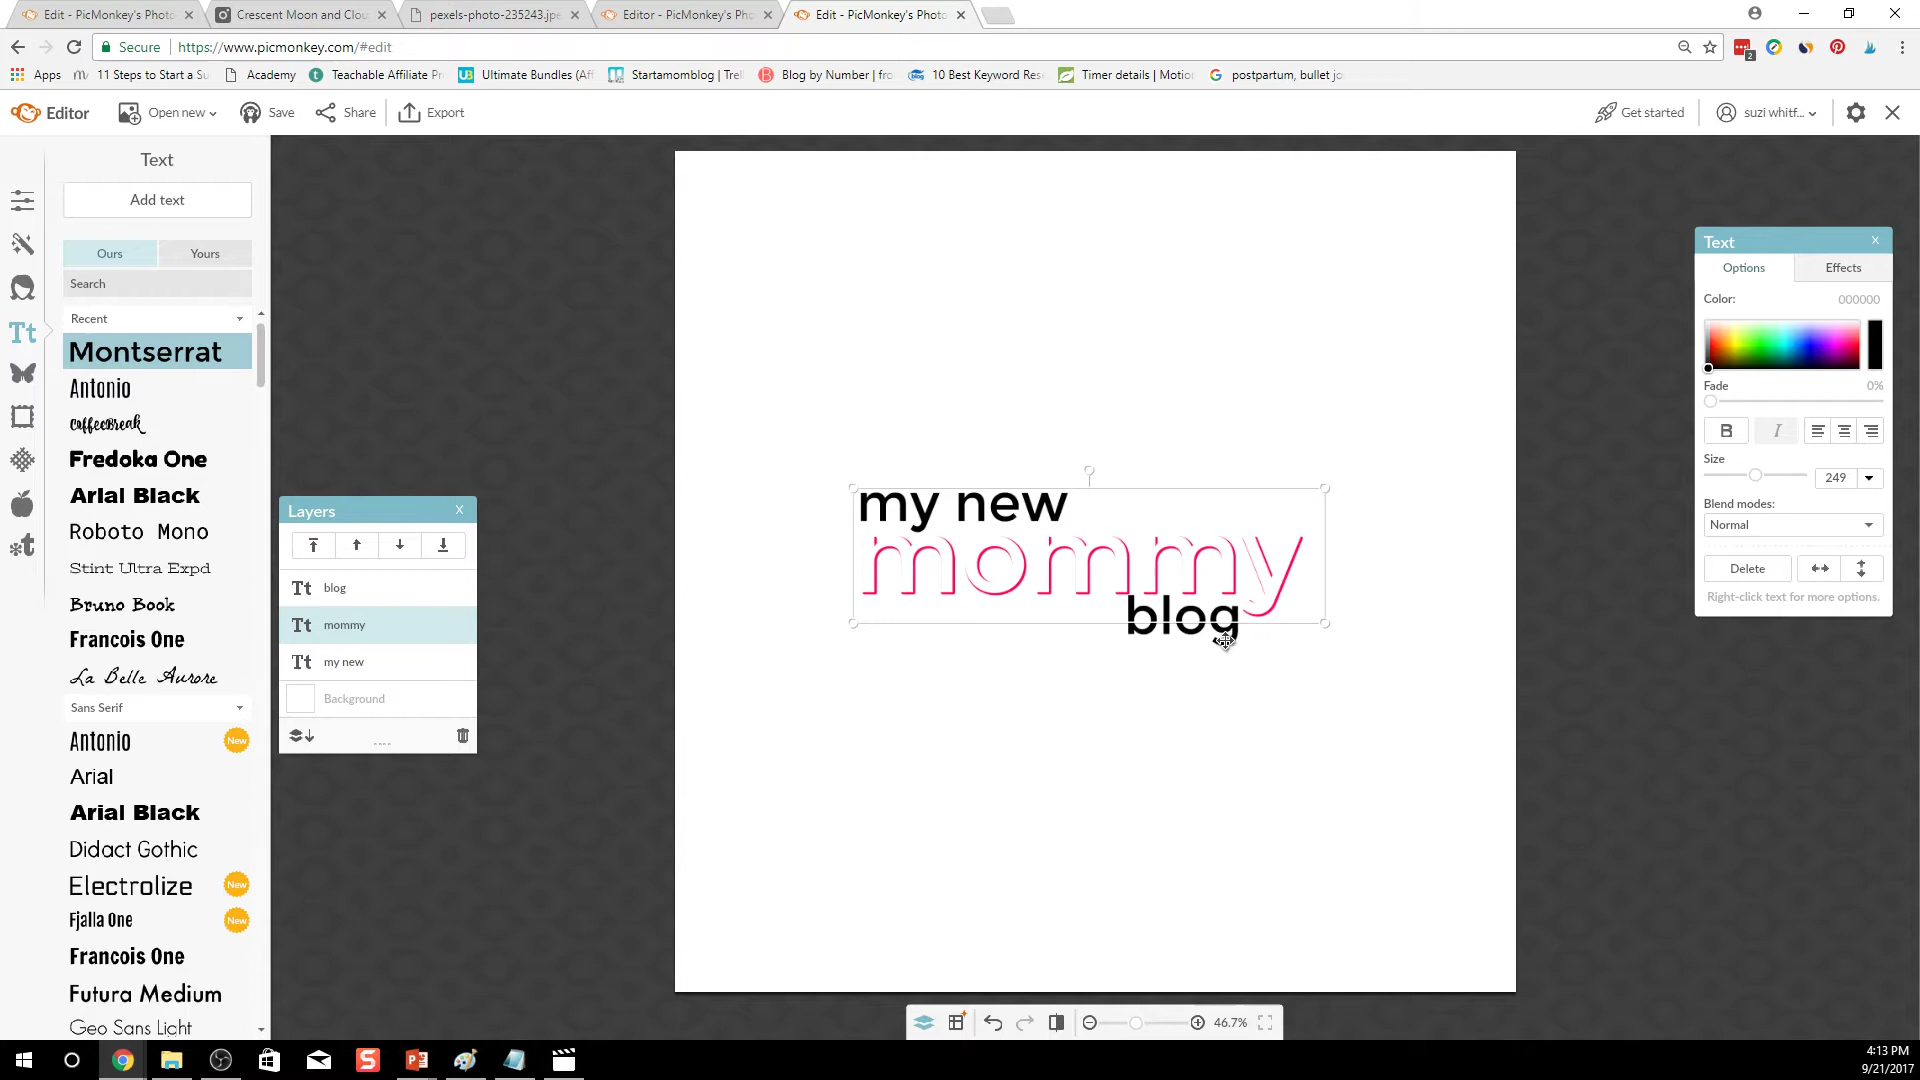 Edit - PicMonkey's Photo
Crescent Moon and Clou
pexels-photo-235243.jpe
Editor - PicMonkey's Pho
Edit - PicMonkey's Photo
Secure
https://www.picmonkey.com/#edit
2
Apps
11 Steps to Start a Su
Academy
Teachable Affiliate Pr
Ultimate Bundles (Aff
Startamomblog | Trell
Blog by Number | fro
10 Best Keyword Rese
Timer details | Motion
postpartum, bullet jo
Editor
Open new
Save
Share
Export
Get started
suzi whitf...
Text
Add text
Ours
Yours
Search
Recent
Montserrat
Antonio
CoffeeBreak
Fredoka One
Arial Black
Roboto Mono
Stint Ultra Expd
Bruno Book
Francois One
La Belle Aurore
Sans Serif
Antonio
New
Arial
Arial Black
Didact Gothic
Electrolize
New
Fjalla One
New
Francois One
Futura Medium
Geo Sans Light
Layers
X
Tt blog
Tt mommy
Tt my new
Background
my new
mommy
blog
Text
X
Options
Effects
Color:
000000
Fade
0%
B
I
Size
249
Blend modes:
Normal
Delete
Right-click text for more options.
46.7%
4:13 PM
9/21/2017